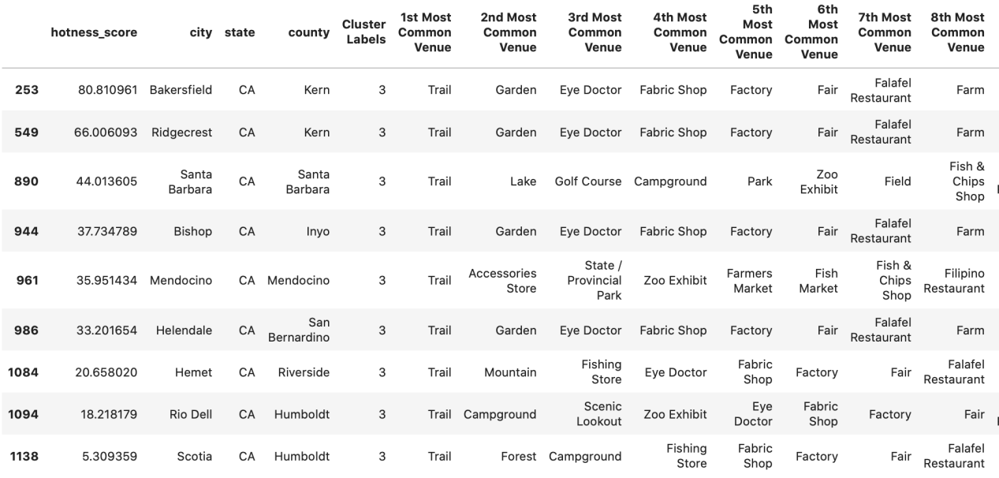 hotness_score city state county Cluster Labels 1st Most Common Venue 2nd Most Common Venue 3rd Most Common Venue 4th Most Common Venue 5th Most Common Venue 6th Most Common Venue 7th Most Common Venue 8th Most Common Venue
253 80.810961 Bakersfield CA Kern 3 Trail Garden Eye Doctor Fabric Shop Factory Fair Falafel Restaurant Farm
549 66.006093 Ridgecrest CA Kern 3 Trail Garden Eye Doctor Fabric Shop Factory Fair Falafel Restaurant Farm
890 44.013605 Santa Barbara CA Santa Barbara 3 Trail Lake Golf Course Campground Park Zoo Exhibit Field Fish & Chips Shop
944 37.734789 Bishop CA Inyo 3 Trail Garden Eye Doctor Fabric Shop Factory Fair Falafel Restaurant Farm
961 35.951434 Mendocino CA Mendocino 3 Trail Accessories Store State / Provincial Park Zoo Exhibit Farmers Market Fish Market Fish & Chips Shop Filipino Restaurant
986 33.201654 Helendale CA San Bernardino 3 Trail Garden Eye Doctor Fabric Shop Factory Fair Falafel Restaurant Farm
1084 20.658020 Hemet CA Riverside 3 Trail Mountain Fishing Store Eye Doctor Fabric Shop Factory Fair Falafel Restaurant
1094 18.218179 Rio Dell CA Humboldt 3 Trail Campground Scenic Lookout Zoo Exhibit Eye Doctor Fabric Shop Factory Fair
1138 5.309359 Scotia CA Humboldt 3 Trail Forest Campground Fishing Store Fabric Shop Factory Fair Falafel Restaurant